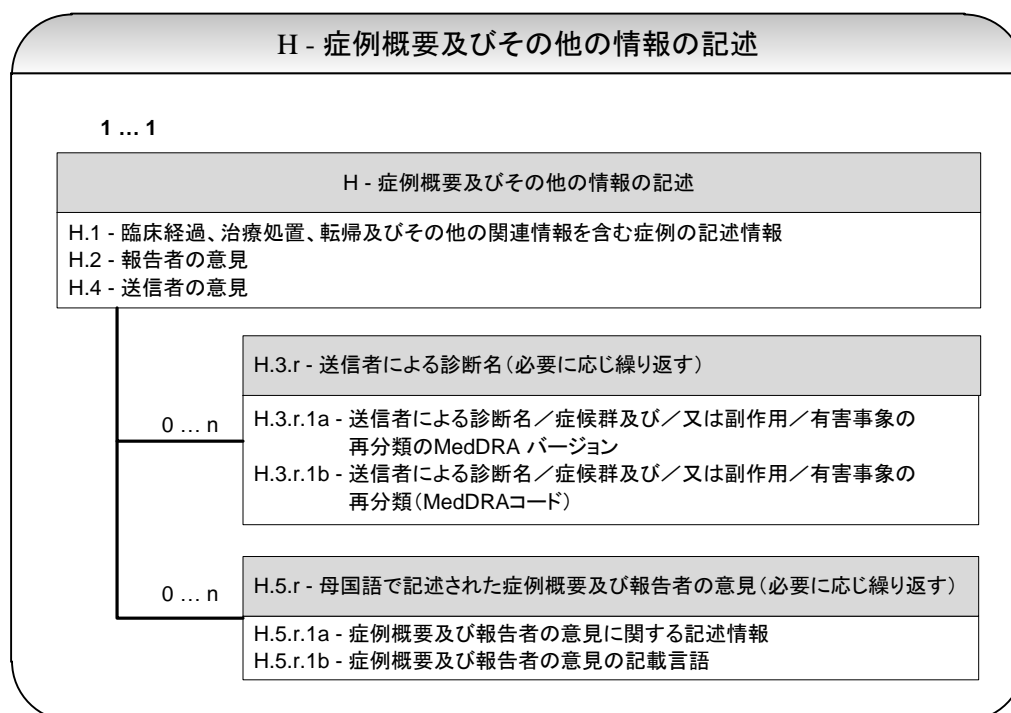 H - 症例概要及びその他の情報の記述
1 … 1
H - 症例概要及びその他の情報の記述
H.1 - 臨床経過、治療処置、転帰及びその他の関連情報を含む症例の記述情報
H.2 - 報告者の意見
H.4 - 送信者の意見
H.3.r - 送信者による診断名（必要に応じ繰り返す）
0 … n
H.3.r.1a - 送信者による診断名／症候群及び／又は副作用／有害事象の
再分類のMedDRA バージョン
H.3.r.1b - 送信者による診断名／症候群及び／又は副作用／有害事象の
再分類（MedDRAコード）
0 … n
H.5.r - 母国語で記述された症例概要及び報告者の意見（必要に応じ繰り返す）
H.5.r.1a - 症例概要及び報告者の意見に関する記述情報
H.5.r.1b - 症例概要及び報告者の意見の記載言語